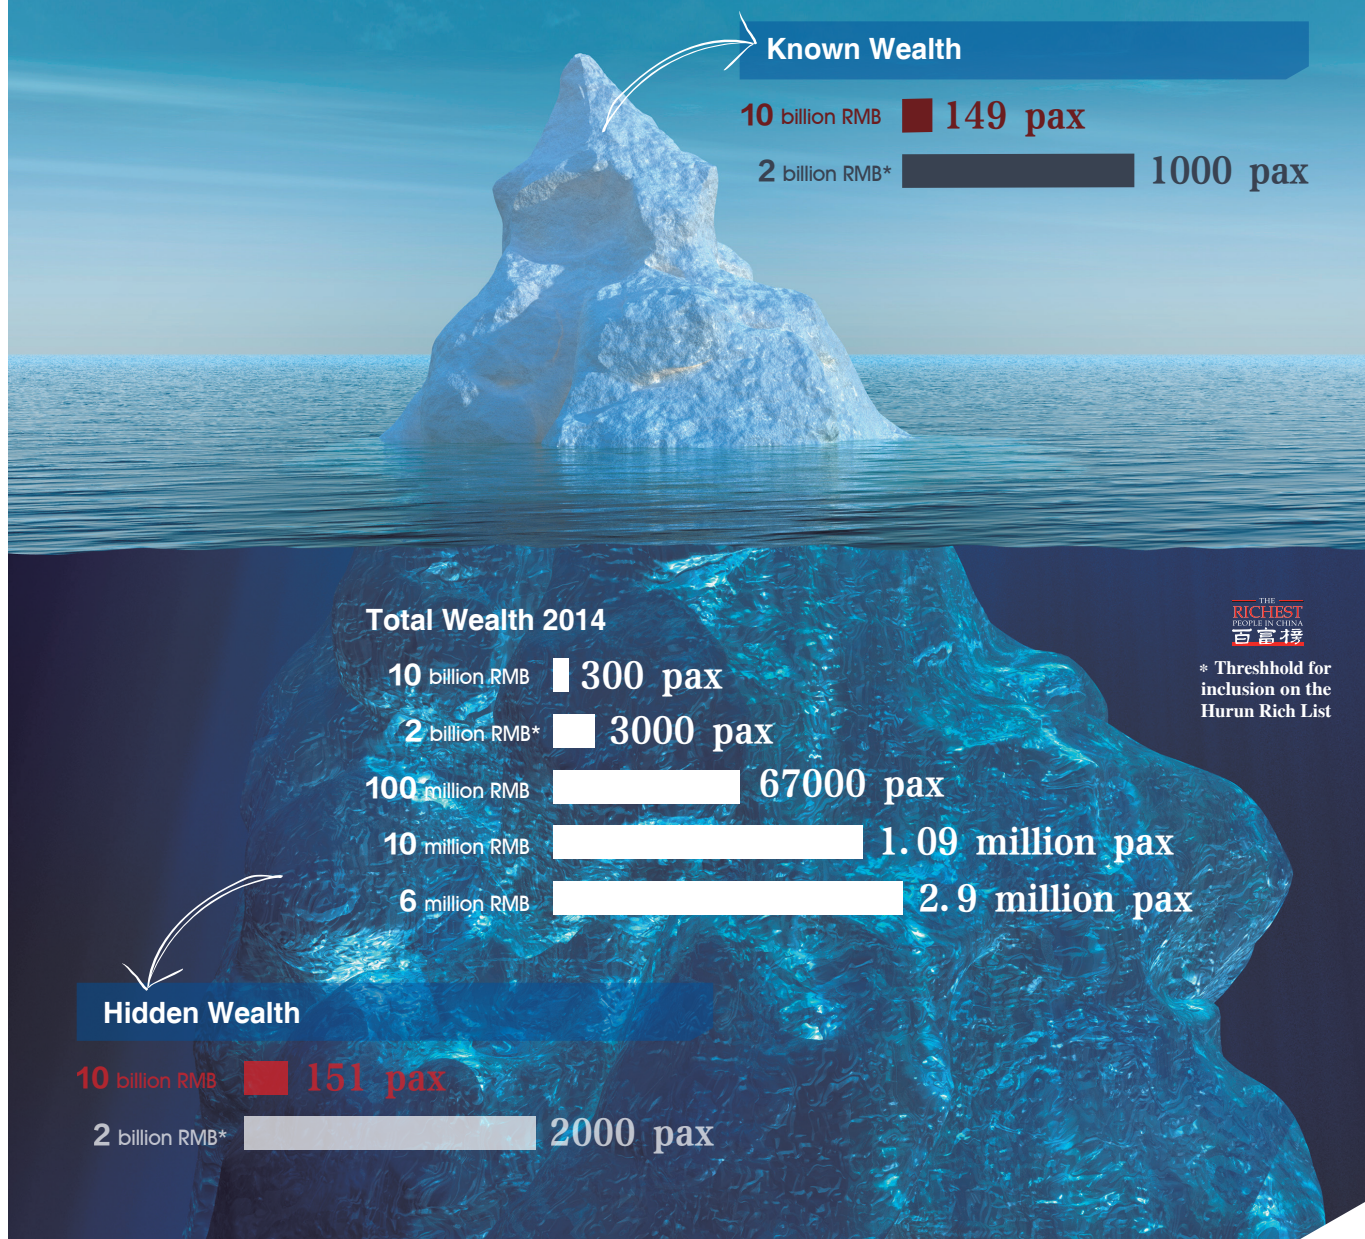 Known Wealth
10 billion RMB 149 pax
2 billion RMB* 1000 pax
Total Wealth 2014
10 billion RMB 300 pax
2 billion RMB* 3000 pax
100 million RMB 67000 pax
10 million RMB 1.09 million pax
6 million RMB 2.9 million pax
THE
RICHEST
PEOPLE IN CHINA
百富榜
* Threshhold for
inclusion on the
Hurun Rich List
Hidden Wealth
10 billion RMB 151 pax
2 billion RMB* 2000 pax